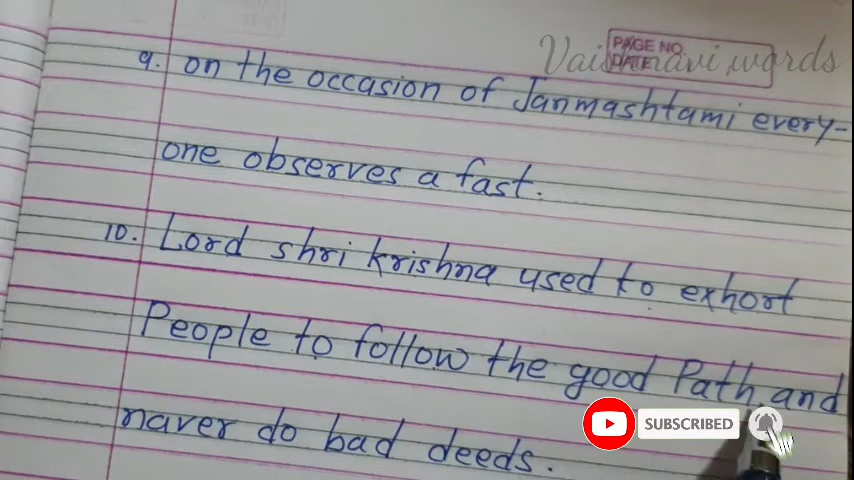 PAGE NO.
DATE
Vaishnavi words
9. on the occasion of Janmashtami every-
one observes a fast.
10. Lord shri krishna used to exhort
People to follow the good Path and
naver do bad deeds.
SUBSCRIBED